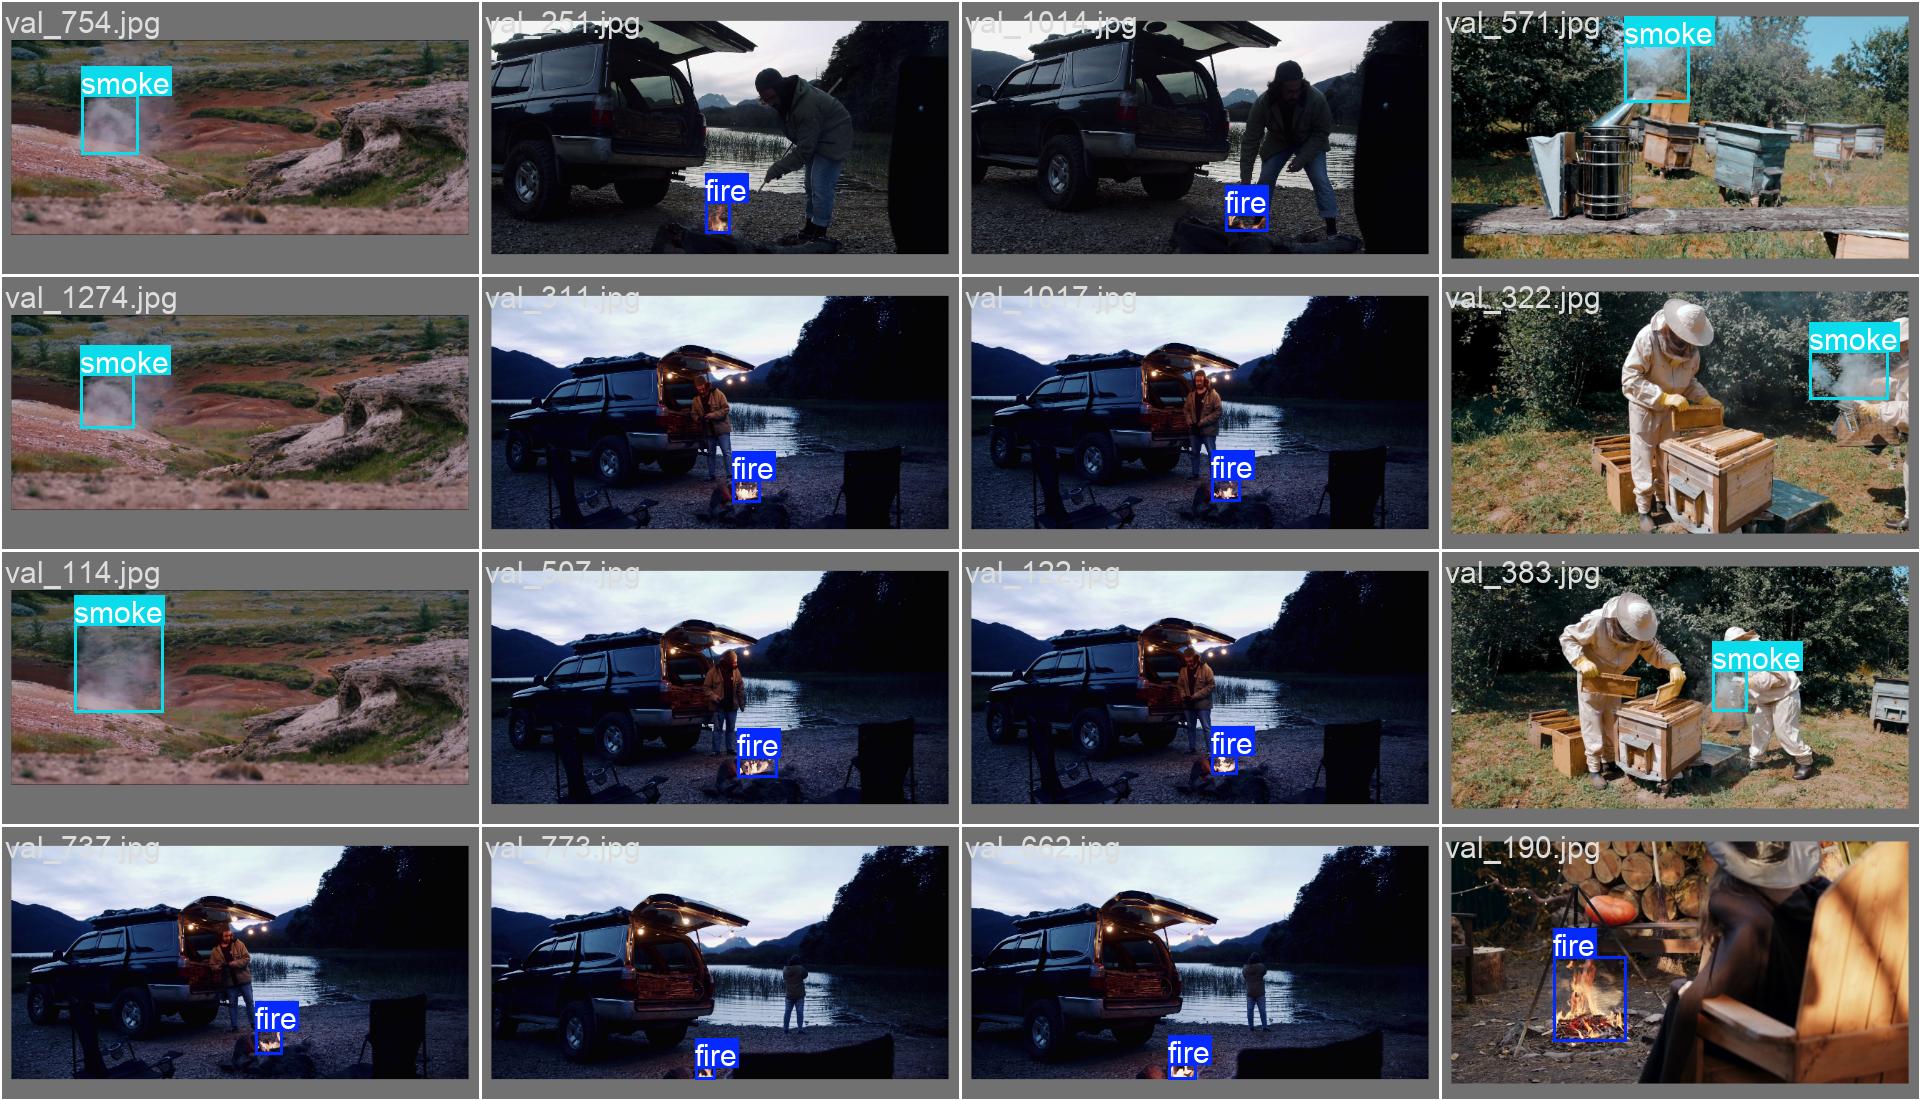 val_754.jpg
val_251.jpg
val_1014.jpg
val_571.jpg
smoke
fire
fire
smoke
val_1274.jpg
val_311.jpg
val_1017.jpg
val_322.jpg
smoke
fire
fire
smoke
val_114.jpg
val_507.jpg
val_122.jpg
val_383.jpg
smoke
fire
fire
smoke
val_737.jpg
val_773.jpg
val_662.jpg
val_190.jpg
fire
fire
fire
fire